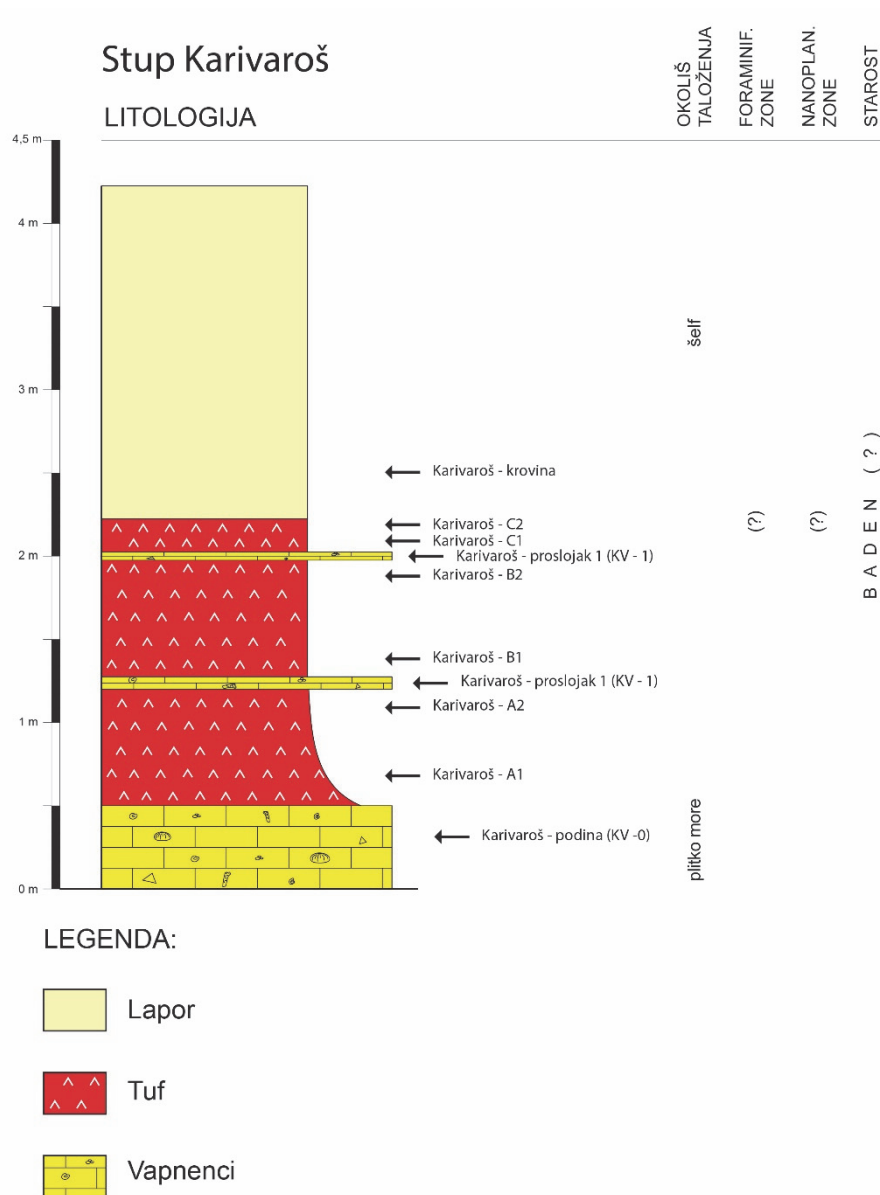 Stup Karivaroš
LITOLOGIJA
OKOLIŠ
TALOŽENJA
FORAMINIF.
ZONE
NANOPLAN.
ZONE
STAROST
4,5 m
4 m
šelf
3 m
Karivaroš - krovina
Karivaroš - C2
Karivaroš - C1
2 m
Karivaroš - proslojak 1 (KV - 1)
Karivaroš - B2
(?)
(?)
BADEN (?)
Karivaroš - B1
Karivaroš - proslojak 1 (KV - 1)
Karivaroš - A2
1 m
Karivaroš - A1
Karivaroš - podina (KV -0)
plitko more
0 m
LEGENDA:
Lapor
Tuf
Vapnenci